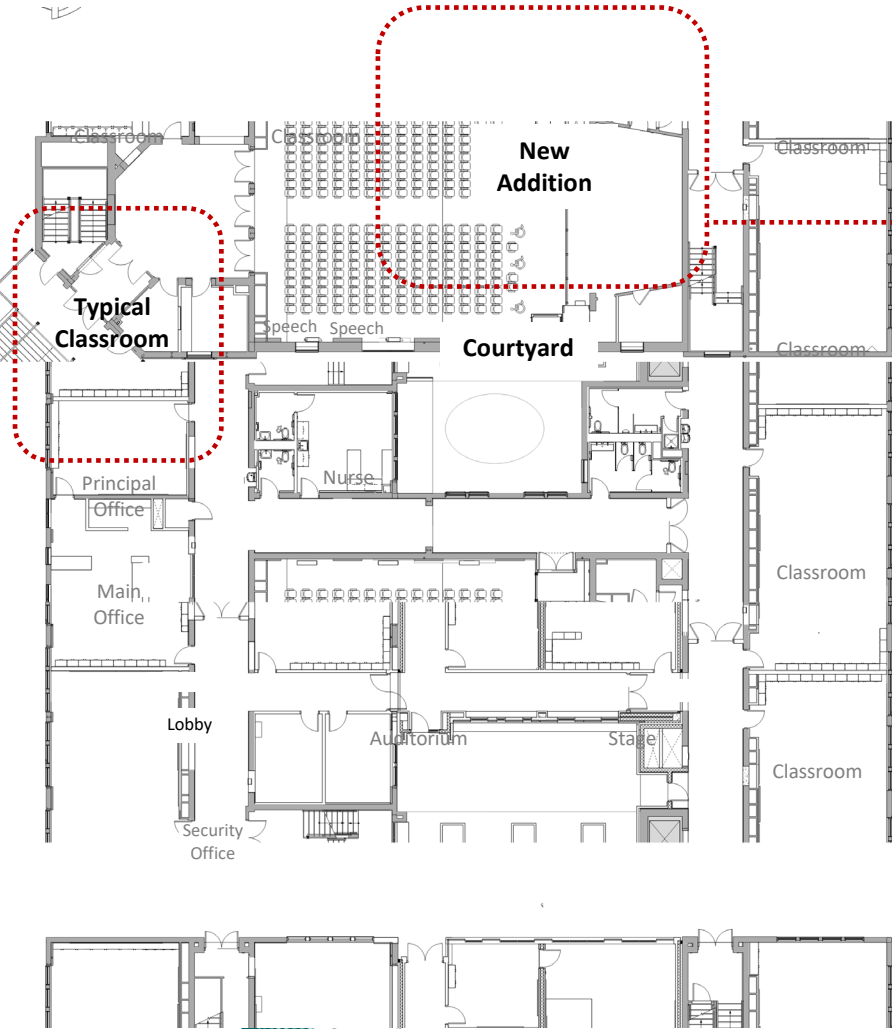 New
Addition
Classroom
Classroom
Classroom
Typical
Classroom
Speech
Speech
Courtyard
Classroom
Principal
Office
Nurse
Main
Office
Classroom
Lobby
Auditorium
Stage
Classroom
Security
Office